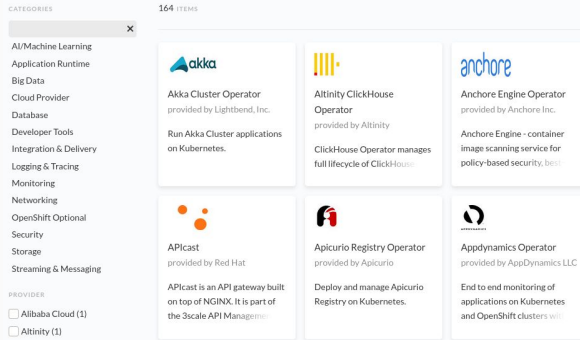 CATEGORIES
AI/Machine Learning
Application Runtime
Big Data
Cloud Provider
Database
Developer Tools
Integration & Delivery
Logging & Tracing
Monitoring
Networking
OpenShift Optional
Security
Storage
Streaming & Messaging
PROVIDER
Alibaba Cloud (1)
Altinity (1)
164 ITEMS
akka
Akka Cluster Operator
provided by Lightbend, Inc.
Run Akka Cluster applications
on Kubernetes.
Altinity ClickHouse
Operator
provided by Altinity
ClickHouse Operator manages
full lifecycle of ClickHouse
anchore
Anchore Engine Operator
provided by Anchore Inc.
Anchore Engine - container
image scanning service for
policy-based security, best
APIcast
provided by Red Hat
APIcast is an API gateway built
on top of NGINX. It is part of
the 3scale API Management
Apicurio Registry Operator
provided by Apicurio
Deploy and manage Apicurio
Registry on Kubernetes.
APPDYNAMICS
Appdynamics Operator
provided by AppDynamics LLC
End to end monitoring of
applications on Kubernetes
and OpenShift clusters